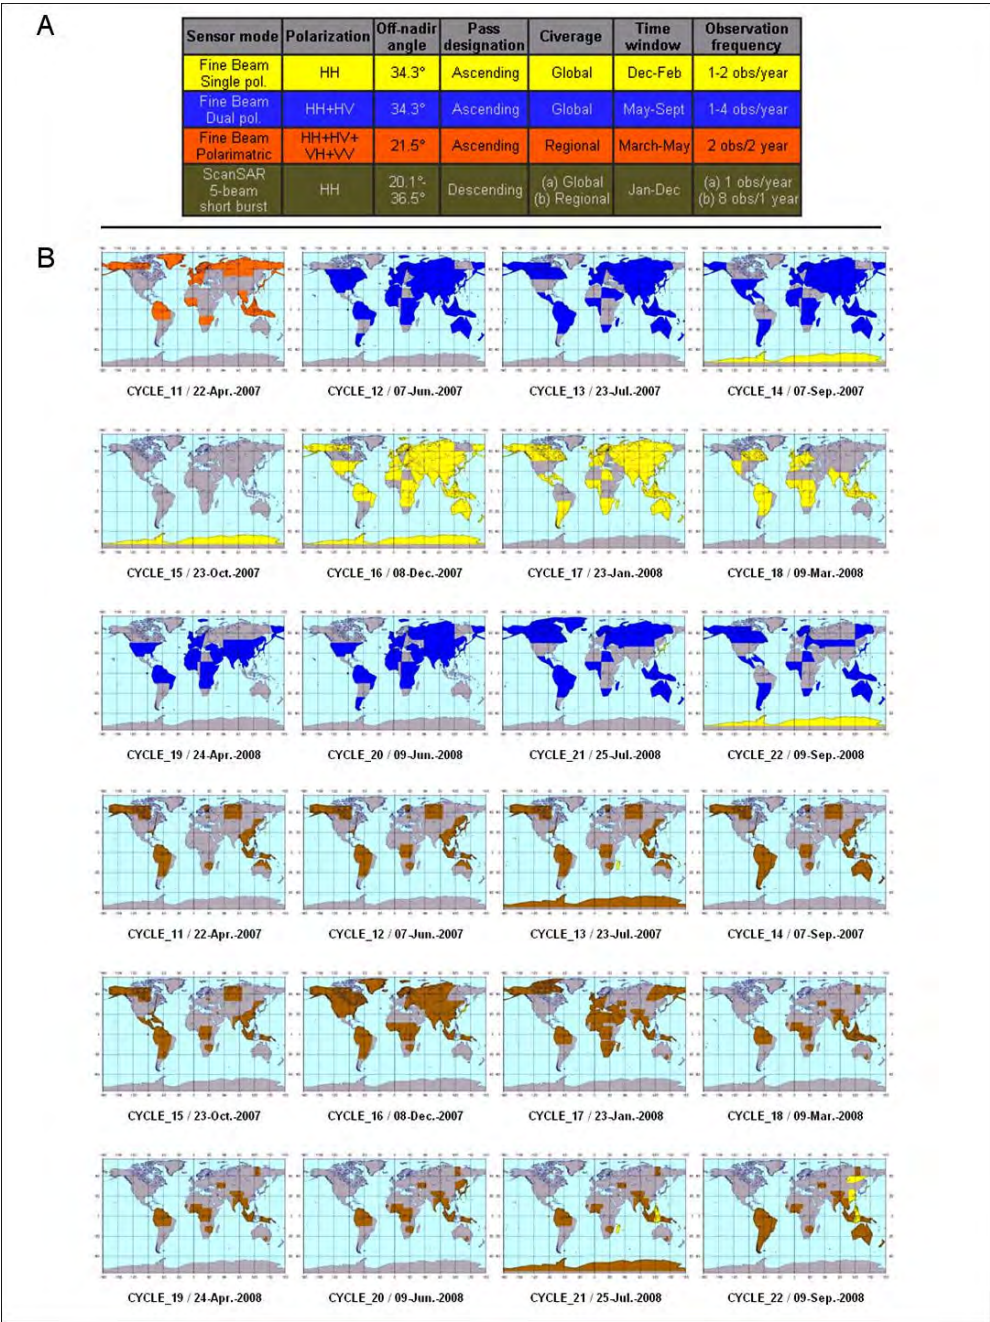 A
Sensor mode Polarization Off-nadir angle Pass designation Civerage Time window Observation frequency
Fine Beam Single pol. HH 34.3° Ascending Global Dec-Feb 1-2 obs/year
Fine Beam Dual pol. HH+HV 34.3° Ascending Global May-Sept 1-4 obs/year
Fine Beam Polarimatric HH+HV+ VH+VV 21.5° Ascending Regional March-May 2 obs/2 year
ScanSAR 5-beam short burst HH 20.1°- 36.5° Descending (a) Global (b) Regional Jan-Dec (a) 1 obs/year (b) 8 obs/1 year
B
CYCLE_11 / 22-Apr.-2007 CYCLE_12 / 07-Jun.-2007 CYCLE_13 / 23-Jul.-2007 CYCLE_14 / 07-Sep.-2007
CYCLE_15 / 23-Oct.-2007 CYCLE_16 / 08-Dec.-2007 CYCLE_17 / 23-Jan.-2008 CYCLE_18 / 09-Mar.-2008
CYCLE_19 / 24-Apr.-2008 CYCLE_20 / 09-Jun.-2008 CYCLE_21 / 25-Jul.-2008 CYCLE_22 / 09-Sep.-2008
CYCLE_11 / 22-Apr.-2007 CYCLE_12 / 07-Jun.-2007 CYCLE_13 / 23-Jul.-2007 CYCLE_14 / 07-Sep.-2007
CYCLE_15 / 23-Oct.-2007 CYCLE_16 / 08-Dec.-2007 CYCLE_17 / 23-Jan.-2008 CYCLE_18 / 09-Mar.-2008
CYCLE_19 / 24-Apr.-2008 CYCLE_20 / 09-Jun.-2008 CYCLE_21 / 25-Jul.-2008 CYCLE_22 / 09-Sep.-2008